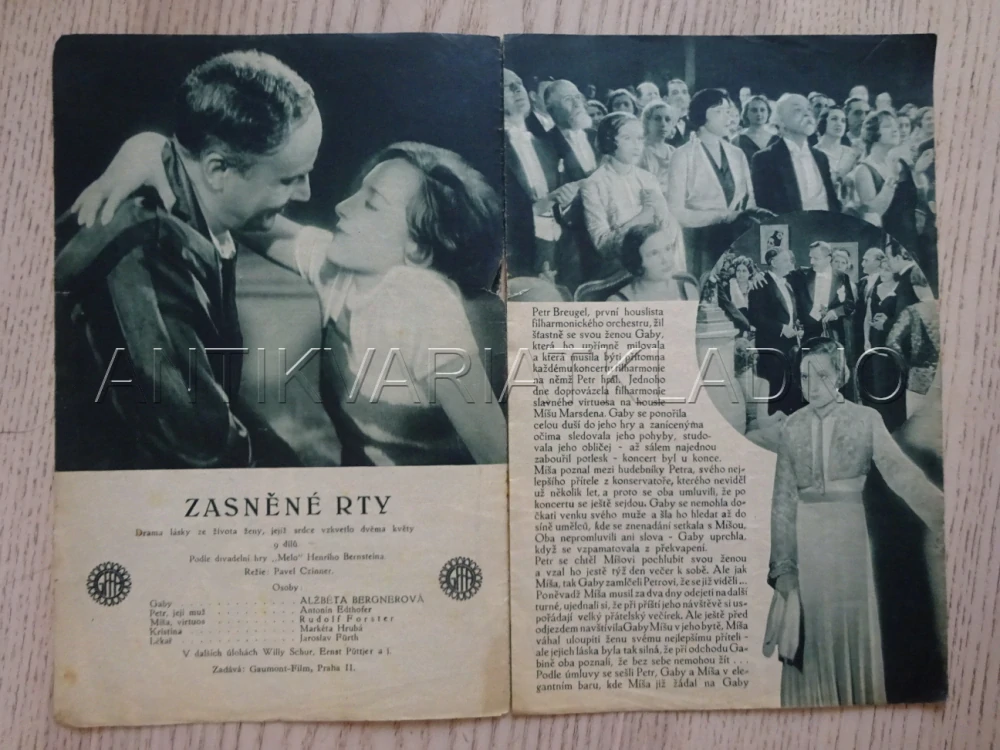 ZASNĚNÉ RTY
Drama lásky ze života ženy, jejíž srdce vzkvetlo dvěma květy
9 dílů
Podle divadelní hry „Melo" Henriho Bernsteina.
Režie: Pavel Czinner.
Osoby
Gaby . . . . . . . . . . ALŽBĚTA BERGNEROVÁ
Petr, její muž . . . . . . . . . . Antonín Edthofer
Míša, virtuos . . . . . . . . . . Rudolf Forster
Kristina . . . . . . . . . . Markéta Hrubá
Lékař . . . . . . . . . . Jaroslav Fürth
V dalších úlohách Willy Schur, Ernst Püttjer a j.
Zadává: Gaumont-Film, Praha II.
Petr Breugel, první houslista
filharmonického orchestru, žil
šťastně se svou ženou Gaby,
která ho upřímně milovala
a která musila býti přítomna
každému koncertu filharmonie
na němž Petr hrál. Jednoho
dne doprovázela filharmonie
slavného virtuosa na housle
Míšu Marsdena. Gaby se ponořila
celou duší do jeho hry a zaníceným
očima sledovala jeho pohyby, studo-
vala jeho obličej - až sálem najednou
zabouřil potlesk - koncert byl u konce.
Míša poznal mezi hudebníky Petra, svého nej-
lepšího přítele z konservatoře, kterého neviděl
už několik let, a proto se oba umluvili, že po
koncertu se ještě sejdou. Gaby se nemohla do-
čkati venku svého muže a šla ho hledat až do
síně umělců, kde se znenadání setkala s Míšou.
Oba nepromluvili ani slova - Gaby uprchla,
když se vzpamatovala z překvapení.
Petr se chtěl Míšovi pochlubit svou ženou
a vzal ho ještě týž den večer k sobě. Ale jak
Míša, tak Gaby zamlčeli Petrovi, že se již viděli ...
Poněvadž Míša musil za dva dny odejeti na další
turné, ujednali si, že při příští jeho návštěvě si us-
pořádají velký přátelský večírek. Ale ještě před
odjezdem navštívila Gaby Míšu v jeho bytě, Míša
váhal uloupiti ženu svému nejlepšímu příteli -
ale jejich láska byla tak silná, že při odchodu Ga-
bině oba poznali, že bez sebe nemohou žít . . .
Podle úmluvy se sešli Petr, Gaby a Míša v ele-
gantním baru, kde Míša již žádal na Gaby
ANTIKVARIAT KLADNO